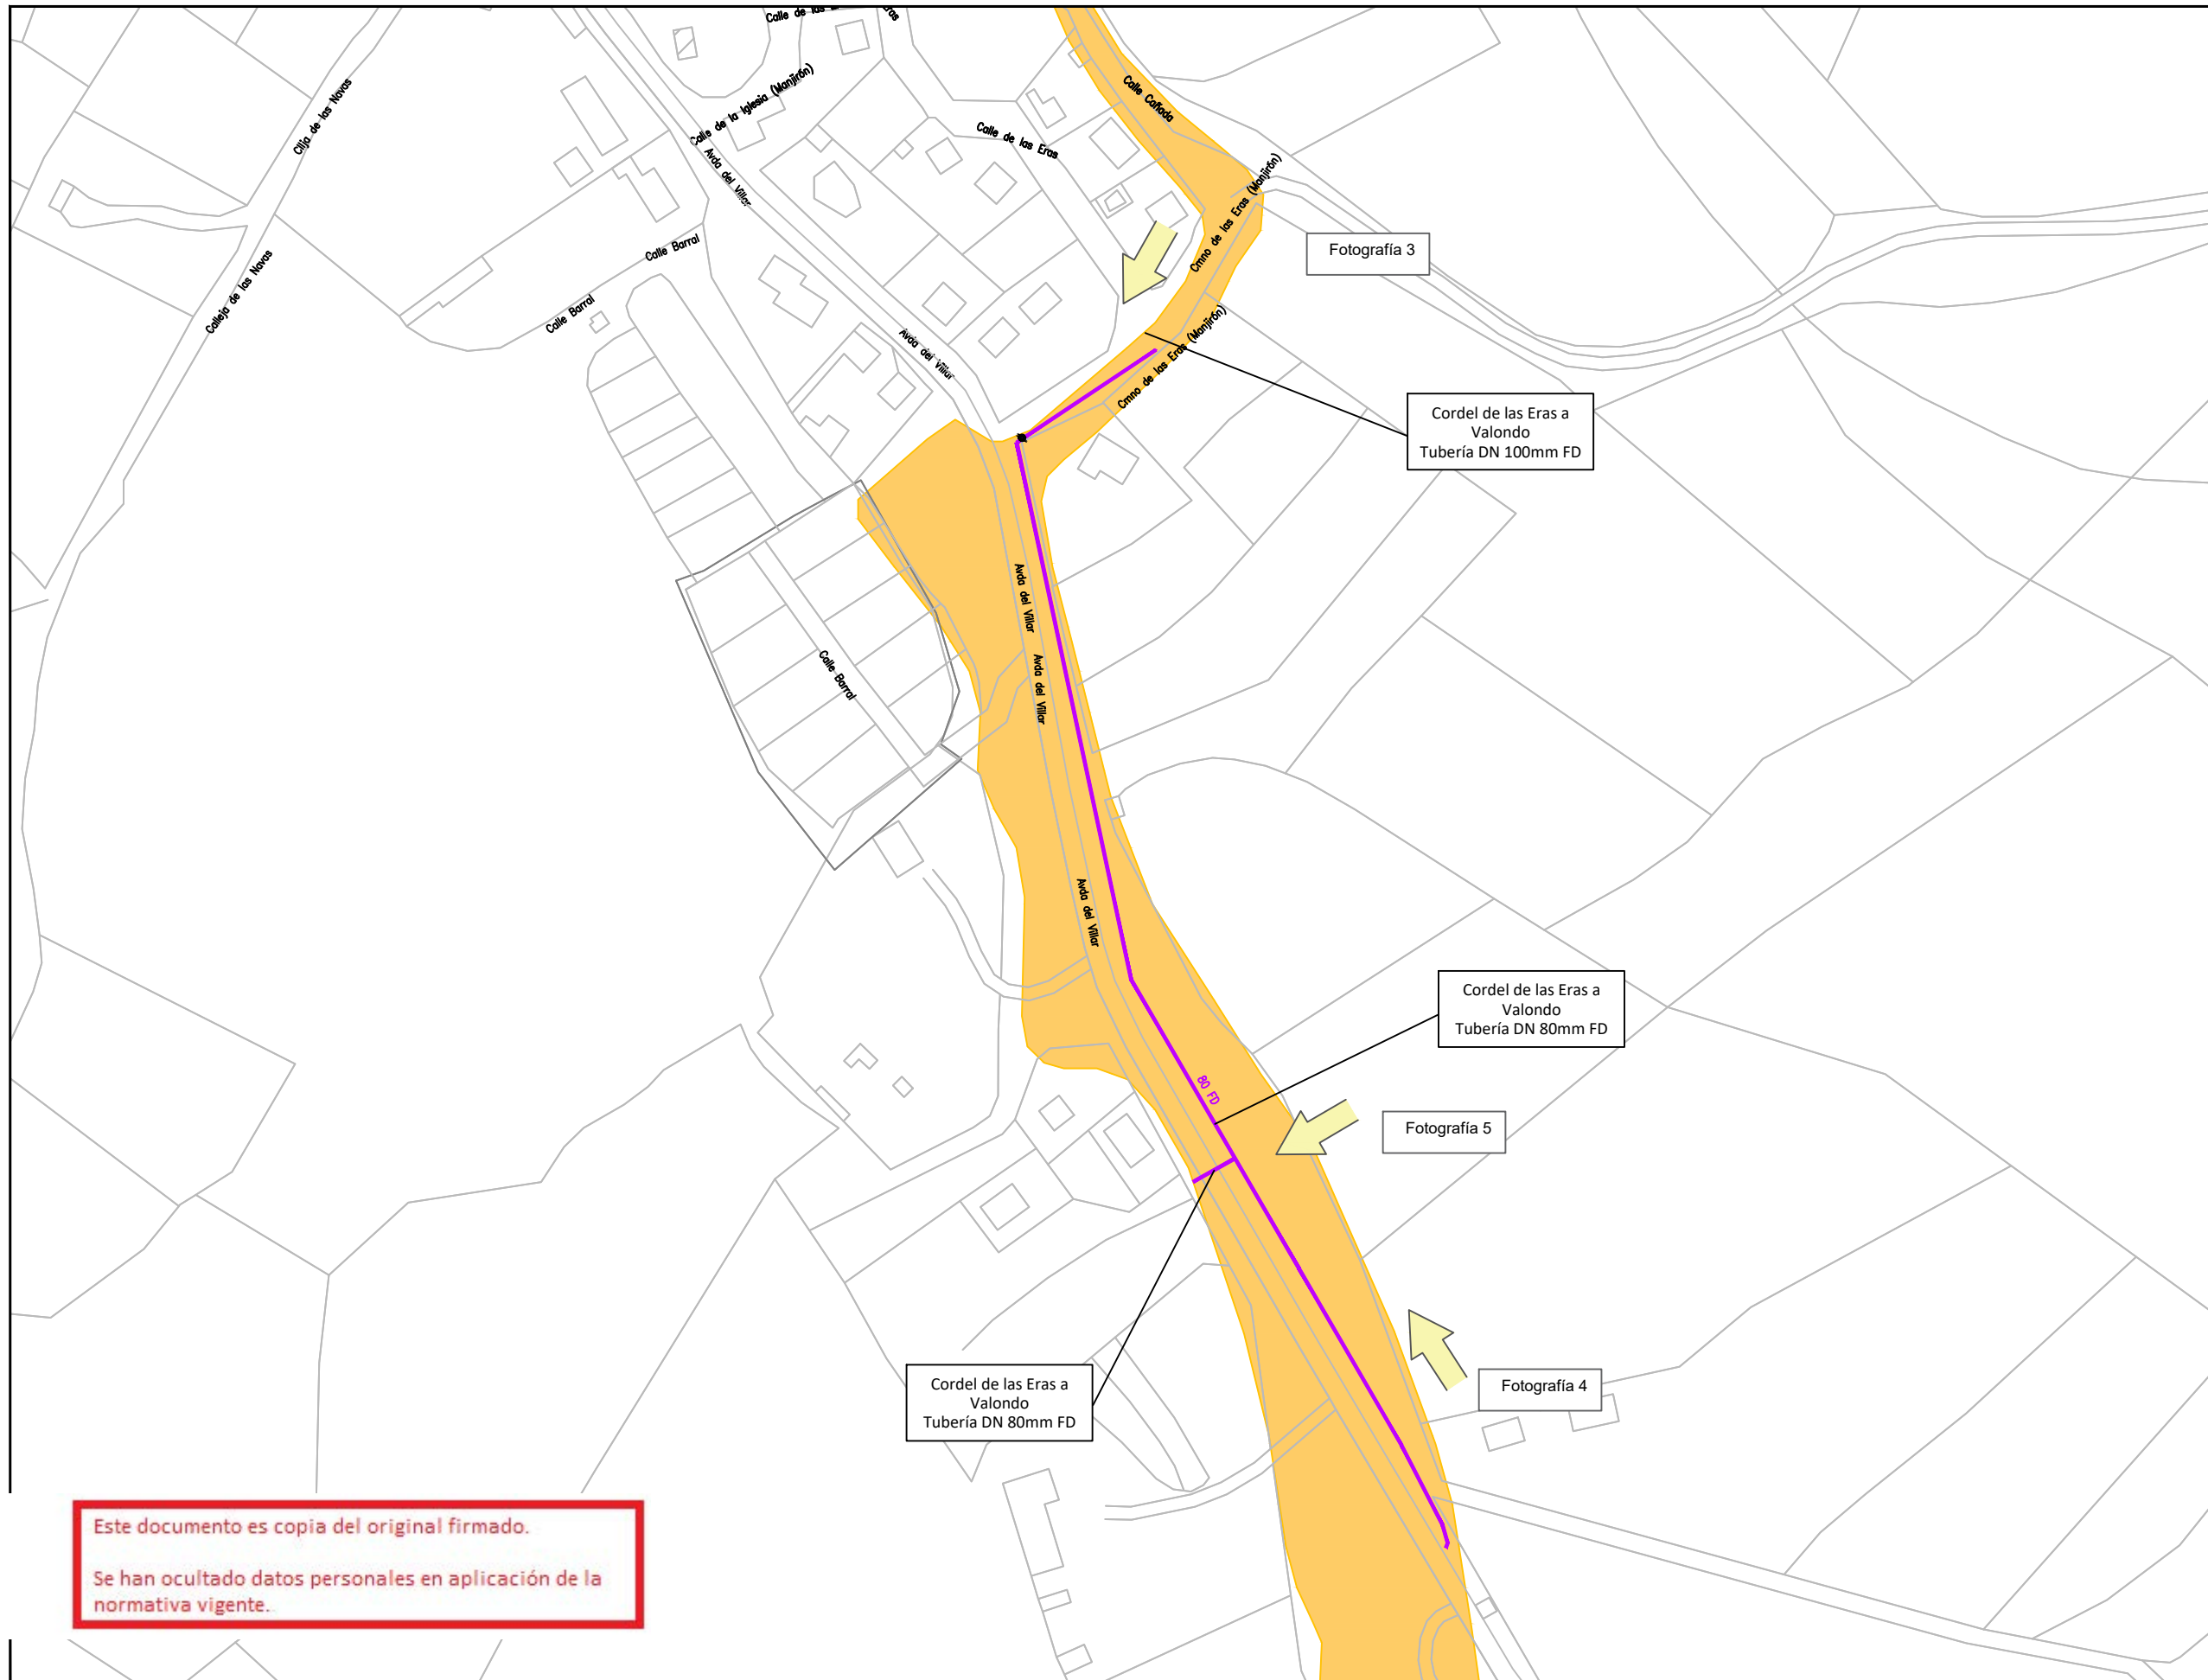 Calle de las
Eras
Calle de la Iglesia (Manjirón)
Clja de las Navas
Avda del Villar
Calle de las Eras
Calle Cañada
Cmno de las Eras (Manjirón)
Calle Barral
Calleja de las Navas
Calle Barral
Fotografía 3
Avda del Villar
Cmno de las Eras (Manjirón)
Cordel de las Eras a
Valondo
Tubería DN 100mm FD
Avda del Villar
Avda del Villar
Calle Barral
Avda del Villar
Cordel de las Eras a
Valondo
Tubería DN 80mm FD
80 FD
Fotografía 5
Cordel de las Eras a
Valondo
Tubería DN 80mm FD
Fotografía 4
Este documento es copia del original firmado.
Se han ocultado datos personales en aplicación de la
normativa vigente.